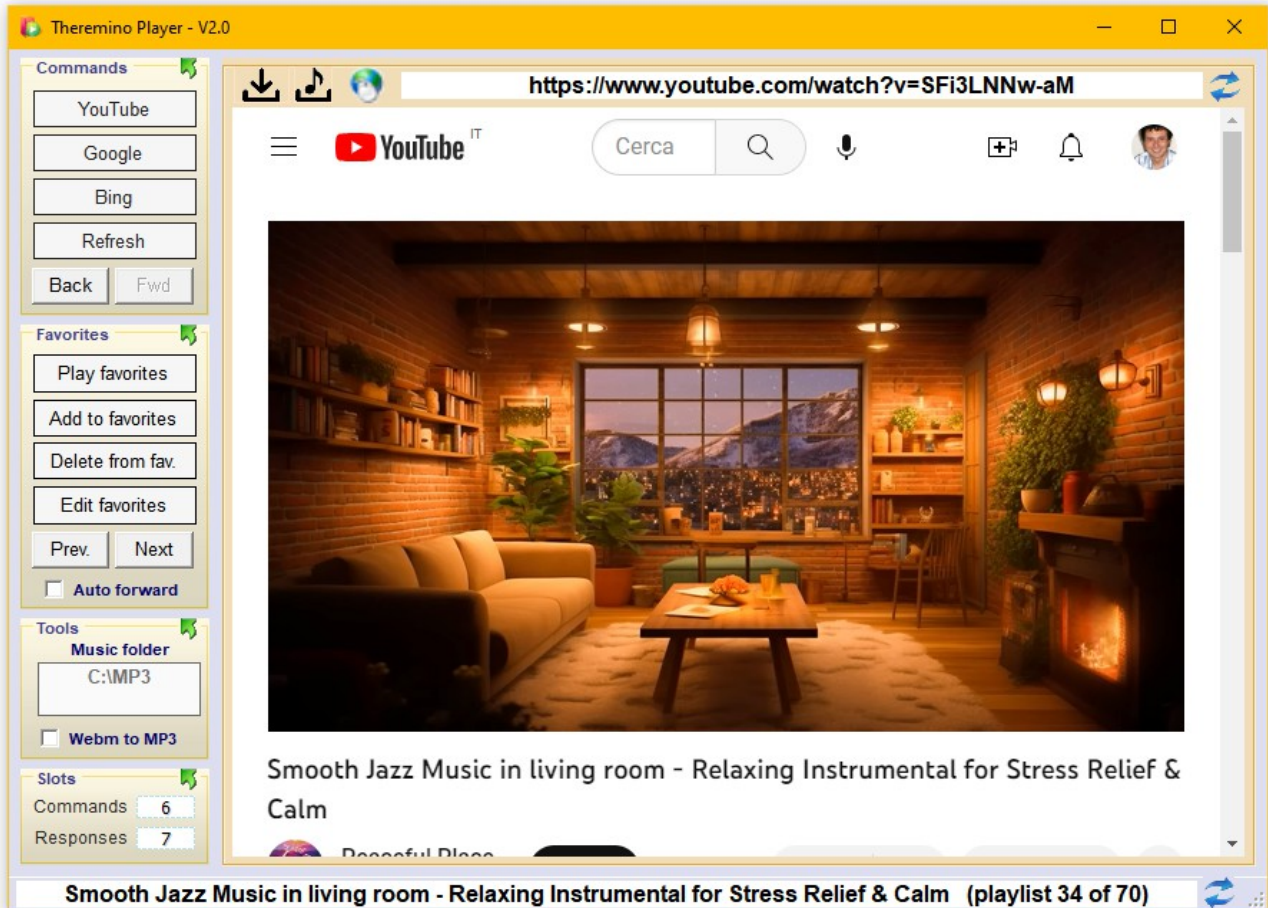 Theremino Player - V2.0
Commands
YouTube
Google
Bing
Refresh
Back Fwd
Favorites
Play favorites
Add to favorites
Delete from fav.
Edit favorites
Prev. Next
Auto forward
Tools
Music folder
C:\MP3
Webm to MP3
Slots
Commands 6
Responses 7
https://www.youtube.com/watch?v=SFi3LNNw-aM
YouTube IT
Cerca
Smooth Jazz Music in living room - Relaxing Instrumental for Stress Relief &
Calm
Peaceful Place
Smooth Jazz Music in living room - Relaxing Instrumental for Stress Relief & Calm (playlist 34 of 70)